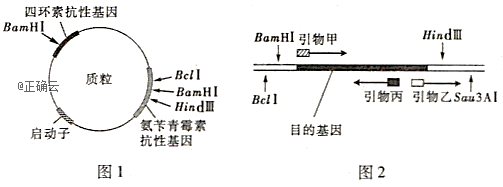 四环素抗性基因
BamHI
@正确云
质粒
BclI
BamHI
HindⅢ
启动子
氨苄青霉素
抗性基因
图1
BamHI
引物甲
HindⅢ
BclI
引物丙
引物乙
Sau3AI
目的基因
图2